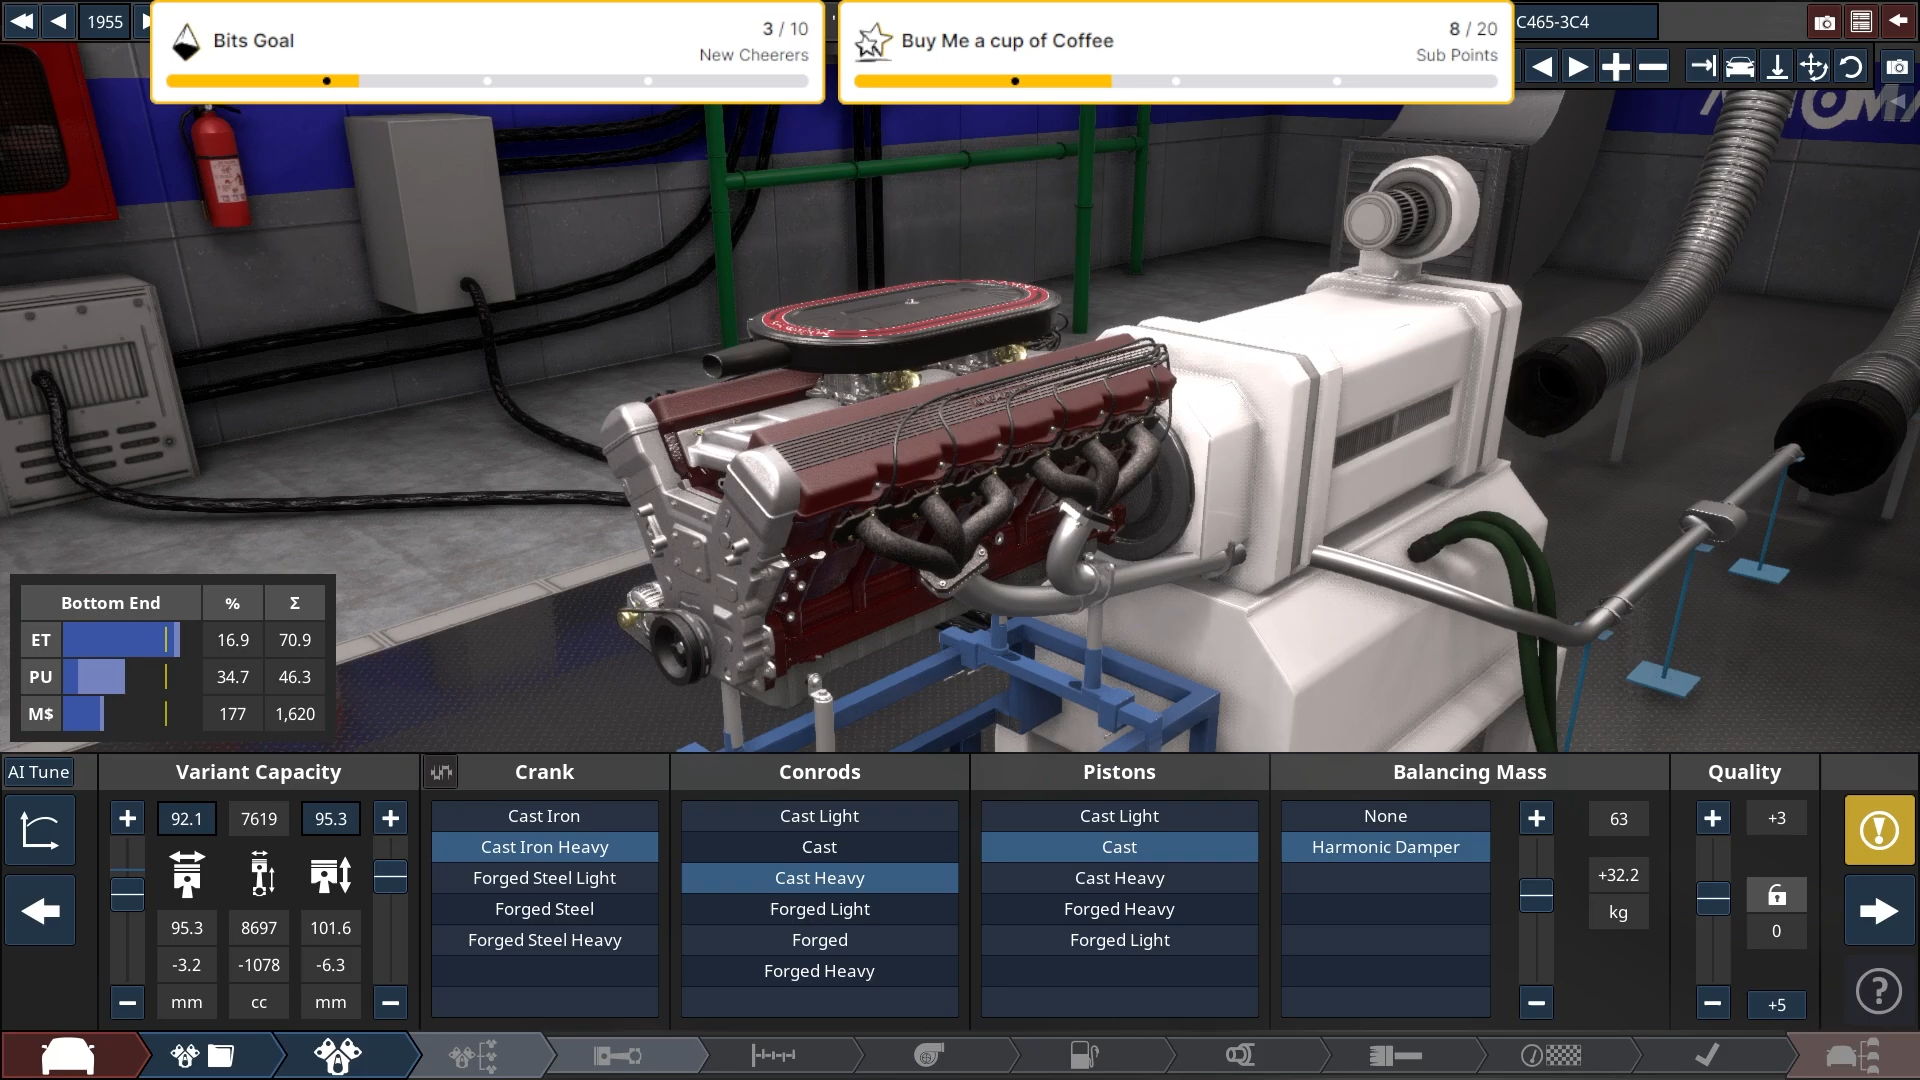 1955
Bits Goal
3 / 10
New Cheerers
Buy Me a cup of Coffee
8 / 20
Sub Points
C465-3C4
Bottom End % Σ
ET 16.9 70.9
PU 34.7 46.3
M$ 177 1,620
AI Tune
Variant Capacity
92.1 7619 95.3
95.3 8697 101.6
-3.2 -1078 -6.3
mm cc mm
Crank
Cast Iron
Cast Iron Heavy
Forged Steel Light
Forged Steel
Forged Steel Heavy
Conrods
Cast Light
Cast
Cast Heavy
Forged Light
Forged
Forged Heavy
Pistons
Cast Light
Cast
Cast Heavy
Forged Heavy
Forged Light
Balancing Mass
None
Harmonic Damper
63
+32.2
kg
Quality
+3
0
+5